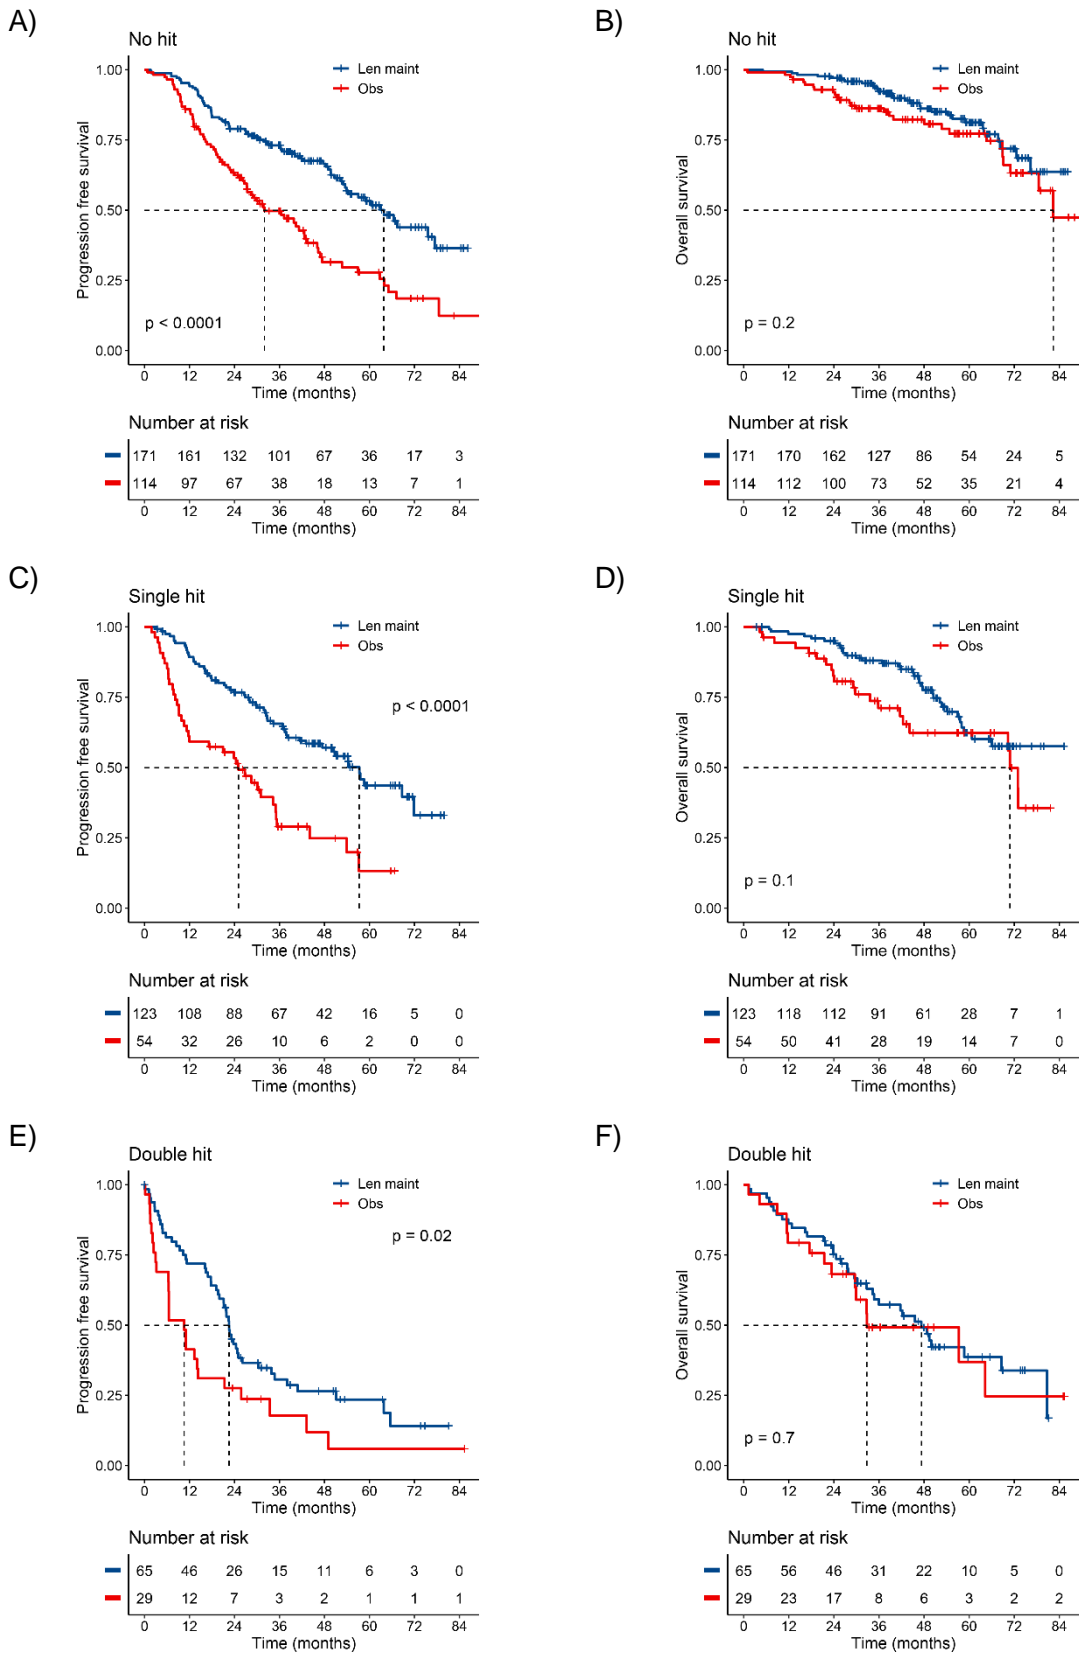 A)
No hit
Len maint
Obs
Progression free survival
1.00
0.75
0.50
0.25
0.00
p < 0.0001
0 12 24 36 48 60 72 84
Time (months)
Number at risk
171 161 132 101 67 36 17 3
114 97 67 38 18 13 7 1
0 12 24 36 48 60 72 84
Time (months)
B)
No hit
Len maint
Obs
Overall survival
1.00
0.75
0.50
0.25
0.00
p = 0.2
0 12 24 36 48 60 72 84
Time (months)
Number at risk
171 170 162 127 86 54 24 5
114 112 100 73 52 35 21 4
0 12 24 36 48 60 72 84
Time (months)
C)
Single hit
Len maint
Obs
Progression free survival
1.00
0.75
0.50
0.25
0.00
p < 0.0001
0 12 24 36 48 60 72 84
Time (months)
Number at risk
123 108 88 67 42 16 5 0
54 32 26 10 6 2 0 0
0 12 24 36 48 60 72 84
Time (months)
D)
Single hit
Len maint
Obs
Overall survival
1.00
0.75
0.50
0.25
0.00
p = 0.1
0 12 24 36 48 60 72 84
Time (months)
Number at risk
123 118 112 91 61 28 7 1
54 50 41 28 19 14 7 0
0 12 24 36 48 60 72 84
Time (months)
E)
Double hit
Len maint
Obs
Progression free survival
1.00
0.75
0.50
0.25
0.00
p = 0.02
0 12 24 36 48 60 72 84
Time (months)
Number at risk
65 46 26 15 11 6 3 0
29 12 7 3 2 1 1 1
0 12 24 36 48 60 72 84
Time (months)
F)
Double hit
Len maint
Obs
Overall survival
1.00
0.75
0.50
0.25
0.00
p = 0.7
0 12 24 36 48 60 72 84
Time (months)
Number at risk
65 56 46 31 22 10 5 0
29 23 17 8 6 3 2 2
0 12 24 36 48 60 72 84
Time (months)